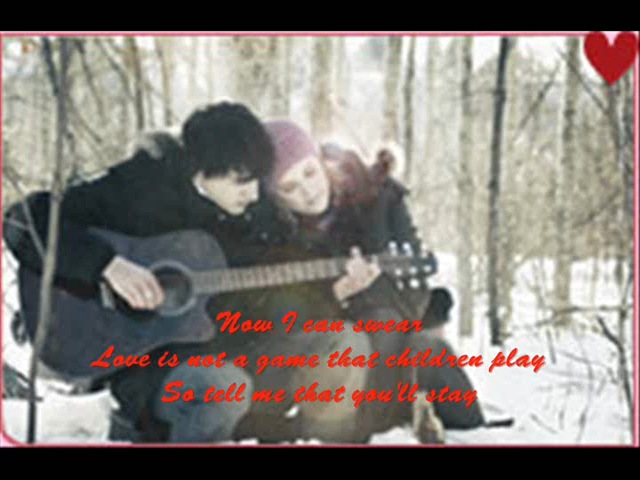 Now I can swear
Love is not a game that children play
So tell me that you'll stay